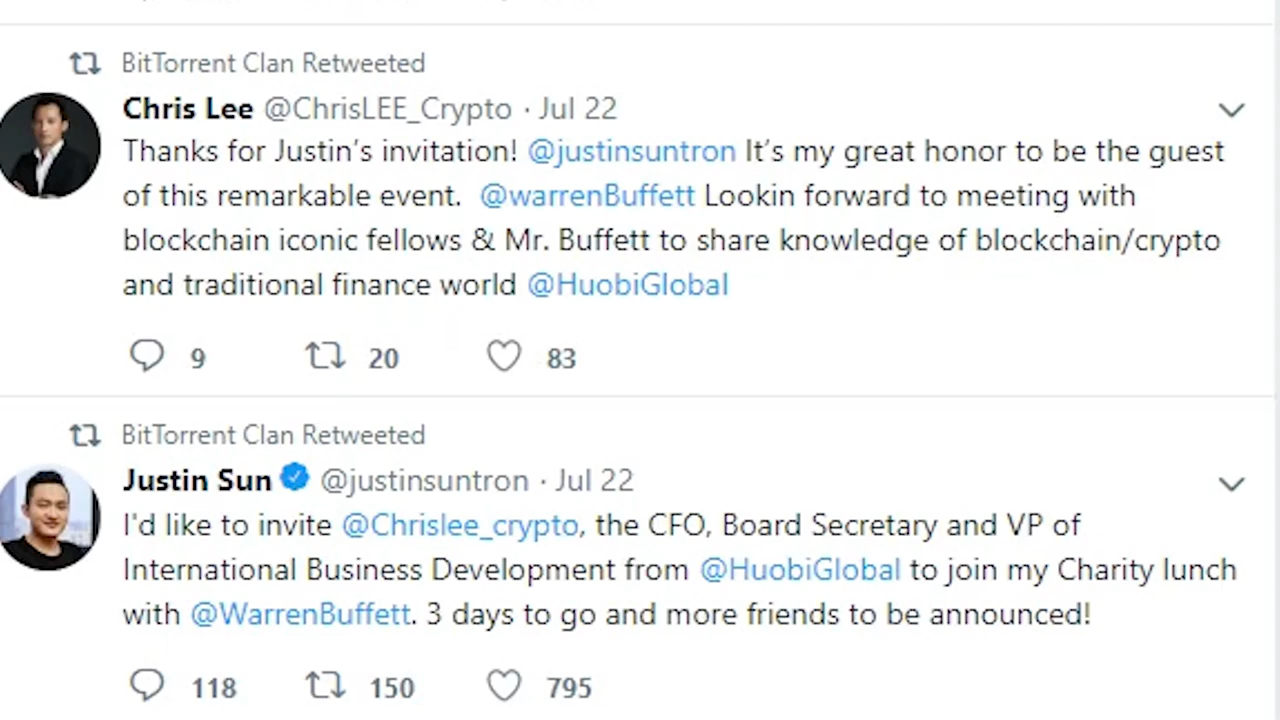 BitTorrent Clan Retweeted
Chris Lee @ChrisLEE_Crypto · Jul 22
Thanks for Justin's invitation! @justinsuntron It's my great honor to be the guest
of this remarkable event. @warrenBuffett Lookin forward to meeting with
blockchain iconic fellows & Mr. Buffett to share knowledge of blockchain/crypto
and traditional finance world @HuobiGlobal
9 20 83
BitTorrent Clan Retweeted
Justin Sun @justinsuntron · Jul 22
I'd like to invite @Chrislee_crypto, the CFO, Board Secretary and VP of
International Business Development from @HuobiGlobal to join my Charity lunch
with @WarrenBuffett. 3 days to go and more friends to be announced!
118 150 795